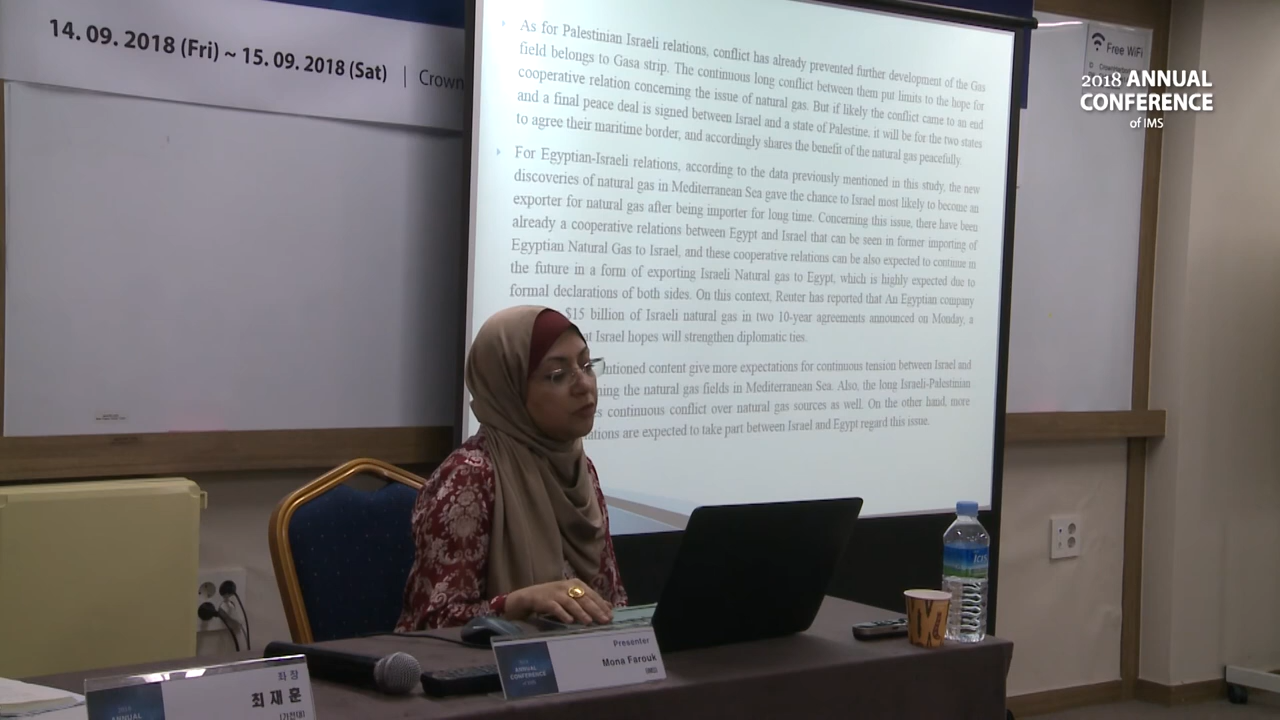 14. 09. 2018 (Fri) ~ 15. 09. 2018 (Sat) | Crown
As for Palestinian Israeli relations, conflict has already prevented further development of the Gas
field belongs to Gasa strip. The continuous long conflict between them put limits to the hope for
cooperative relation concerning the issue of natural gas. But if likely the conflict came to an end
and a final peace deal is signed between Israel and a state of Palestine, it will be for the two states
to agree their maritime border, and accordingly shares the benefit of the natural gas peacefully.
For Egyptian-Israeli relations, according to the data previously mentioned in this study, the new
discoveries of natural gas in Mediterranean Sea gave the chance to Israel most likely to become an
exporter for natural gas after being importer for long time. Concerning this issue, there have been
already a cooperative relations between Egypt and Israel that can be seen in former importing of
Egyptian Natural Gas to Israel, and these cooperative relations can be also expected to continue in
the future in a form of exporting Israeli Natural gas to Egypt, which is highly expected due to
formal declarations of both sides. On this context, Reuter has reported that An Egyptian company
$15 billion of Israeli natural gas in two 10-year agreements announced on Monday, a
Israel hopes will strengthen diplomatic ties.
content give more expectations for continuous tension between Israel and
the natural gas fields in Mediterranean Sea. Also, the long Israeli-Palestinian
continuous conflict over natural gas sources as well. On the other hand, more
are expected to take part between Israel and Egypt regard this issue.
Free WiFi
2018 ANNUAL
CONFERENCE
of IMS
Presenter
Mona Farouk
ANNUAL
CONFERENCE
좌장
최재훈
ANNUAL